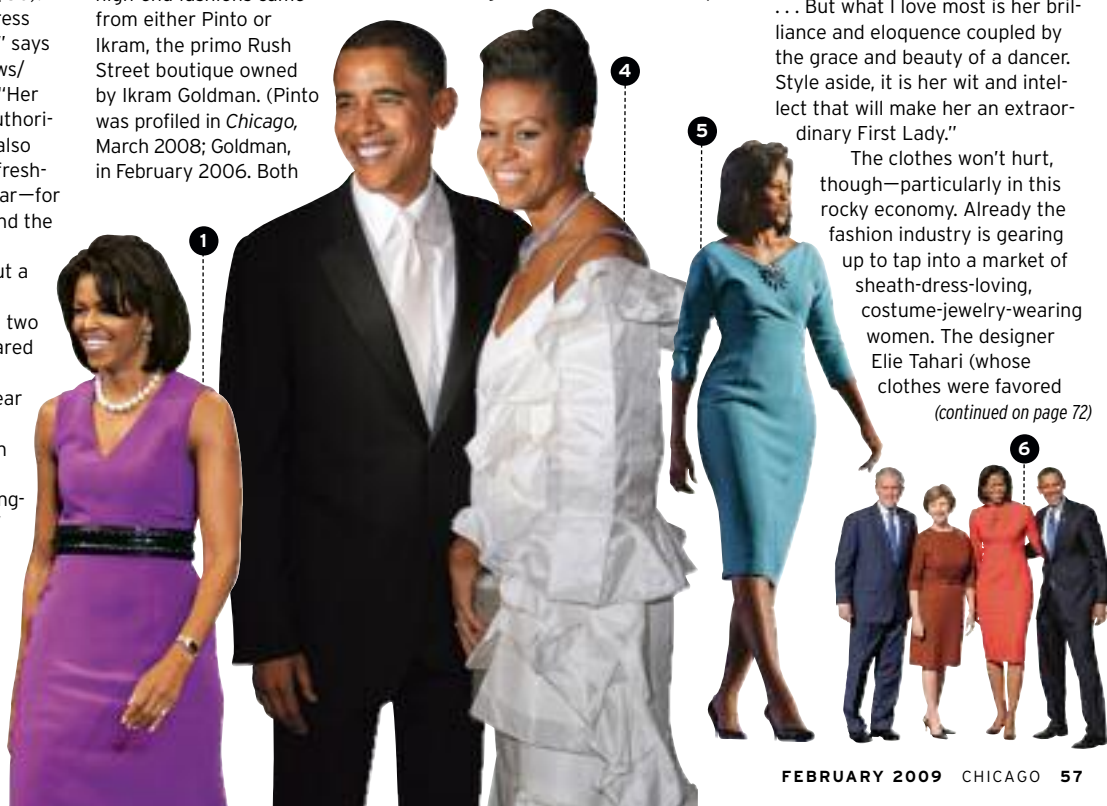 ress
” says
ws/
“Her
uthori-
also
fresh-
ar—for
nd the
ut a
two
ared
ear
n
ng-
high-end fashions came
from either Pinto or
Ikram, the primo Rush
Street boutique owned
by Ikram Goldman. (Pinto
was profiled in Chicago,
March 2008; Goldman,
in February 2006. Both
. . . But what I love most is her bril-
liance and eloquence coupled by
the grace and beauty of a dancer.
Style aside, it is her wit and intel-
lect that will make her an extraor-
dinary First Lady.”
The clothes won’t hurt,
though—particularly in this
rocky economy. Already the
fashion industry is gearing
up to tap into a market of
sheath-dress-loving,
costume-jewelry-wearing
women. The designer
Elie Tahari (whose
clothes were favored
(continued on page 72)
1
4
5
6
FEBRUARY 2009 CHICAGO 57